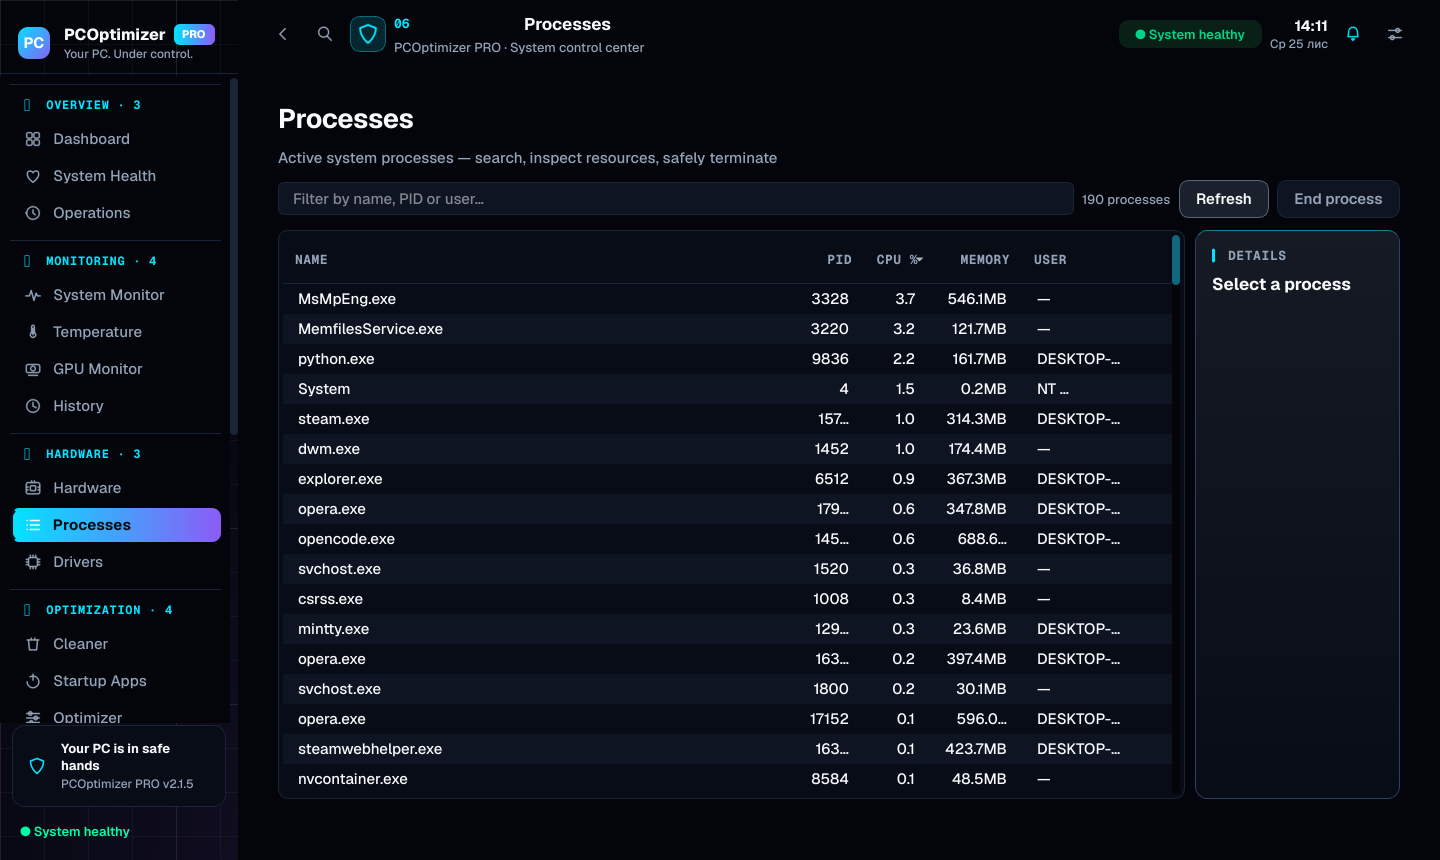 PC
PCOptimizer PRO
Your PC. Under control.
OVERVIEW · 3
Dashboard
System Health
Operations
MONITORING · 4
System Monitor
Temperature
GPU Monitor
History
HARDWARE · 3
Hardware
Processes
Drivers
OPTIMIZATION · 4
Cleaner
Startup Apps
Optimizer
Your PC is in safe
hands
PCOptimizer PRO v2.1.5
System healthy
06
Processes
PCOptimizer PRO · System control center
System healthy
14:11
Ср 25 лис
Processes
Active system processes — search, inspect resources, safely terminate
Filter by name, PID or user...
190 processes
Refresh
End process
NAME PID CPU % MEMORY USER
MsMpEng.exe 3328 3.7 546.1MB —
MemfilesService.exe 3220 3.2 121.7MB —
python.exe 9836 2.2 161.7MB DESKTOP-...
System 4 1.5 0.2MB NT ...
steam.exe 157... 1.0 314.3MB DESKTOP-...
dwm.exe 1452 1.0 174.4MB —
explorer.exe 6512 0.9 367.3MB DESKTOP-...
opera.exe 179... 0.6 347.8MB DESKTOP-...
opencode.exe 145... 0.6 688.6... DESKTOP-...
svchost.exe 1520 0.3 36.8MB —
csrss.exe 1008 0.3 8.4MB —
mintty.exe 129... 0.3 23.6MB DESKTOP-...
opera.exe 163... 0.2 397.4MB DESKTOP-...
svchost.exe 1800 0.2 30.1MB —
opera.exe 17152 0.1 596.0... DESKTOP-...
steamwebhelper.exe 163... 0.1 423.7MB DESKTOP-...
nvcontainer.exe 8584 0.1 48.5MB —
DETAILS
Select a process